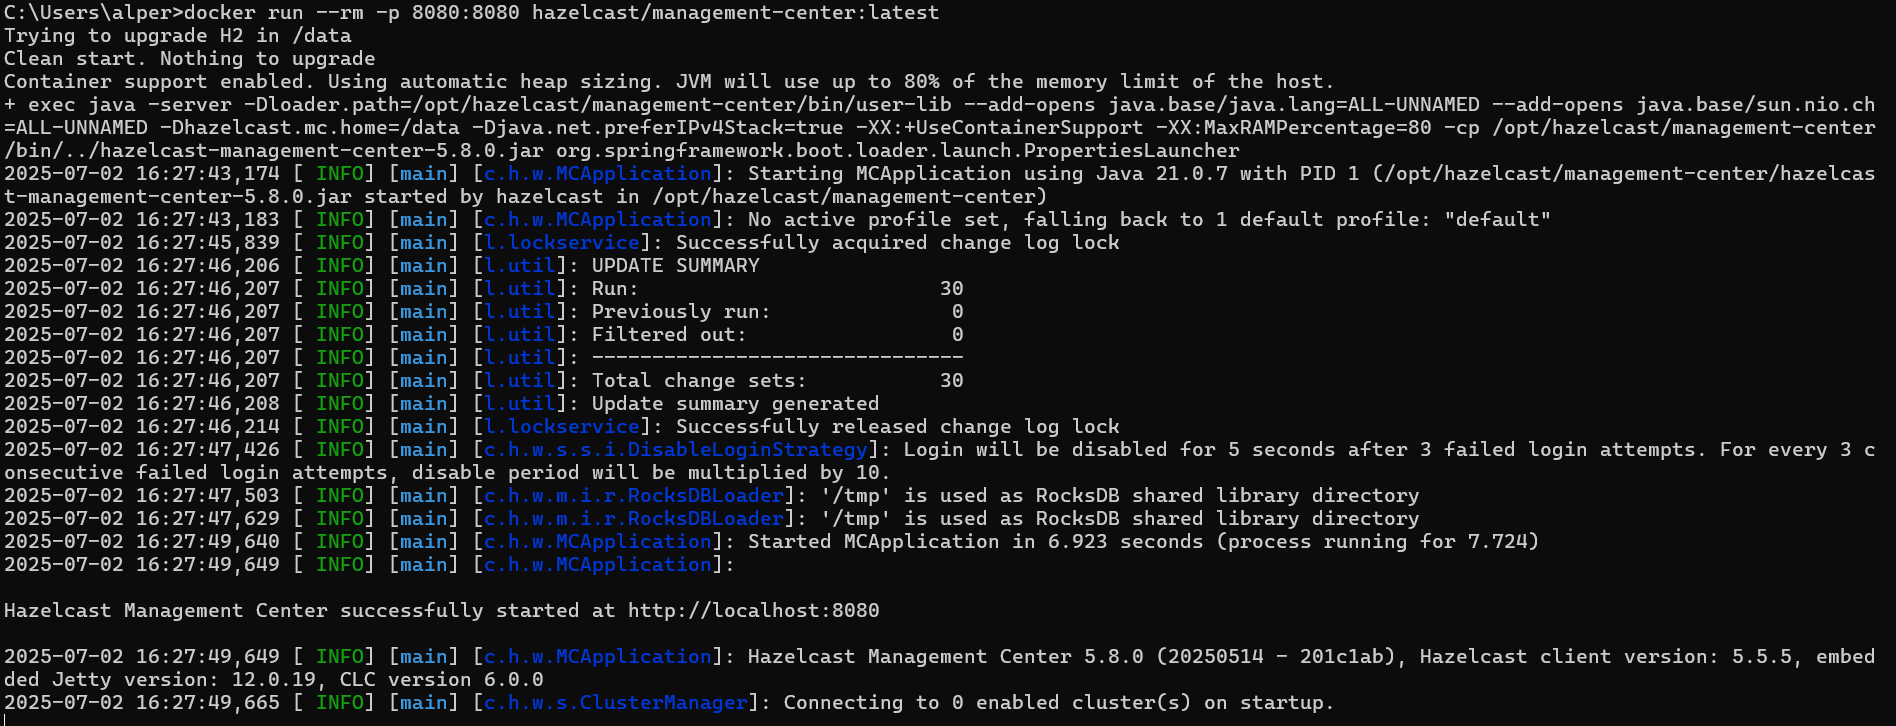 C:\Users\alper>docker run --rm -p 8080:8080 hazelcast/management-center:latest
Trying to upgrade H2 in /data
Clean start. Nothing to upgrade
Container support enabled. Using automatic heap sizing. JVM will use up to 80% of the memory limit of the host.
+ exec java -server -Dloader.path=/opt/hazelcast/management-center/bin/user-lib --add-opens java.base/java.lang=ALL-UNNAMED --add-opens java.base/sun.nio.ch
=ALL-UNNAMED -Dhazelcast.mc.home=/data -Djava.net.preferIPv4Stack=true -XX:+UseContainerSupport -XX:MaxRAMPercentage=80 -cp /opt/hazelcast/management-center
/bin/../hazelcast-management-center-5.8.0.jar org.springframework.boot.loader.launch.PropertiesLauncher
2025-07-02 16:27:43,174 [ INFO] [main] [c.h.w.MCApplication]: Starting MCApplication using Java 21.0.7 with PID 1 (/opt/hazelcast/management-center/hazelcas
t-management-center-5.8.0.jar started by hazelcast in /opt/hazelcast/management-center)
2025-07-02 16:27:43,183 [ INFO] [main] [c.h.w.MCApplication]: No active profile set, falling back to 1 default profile: "default"
2025-07-02 16:27:45,839 [ INFO] [main] [l.lockservice]: Successfully acquired change log lock
2025-07-02 16:27:46,206 [ INFO] [main] [l.util]: UPDATE SUMMARY
2025-07-02 16:27:46,207 [ INFO] [main] [l.util]: Run:                         30
2025-07-02 16:27:46,207 [ INFO] [main] [l.util]: Previously run:               0
2025-07-02 16:27:46,207 [ INFO] [main] [l.util]: Filtered out:                 0
2025-07-02 16:27:46,207 [ INFO] [main] [l.util]: -------------------------------
2025-07-02 16:27:46,207 [ INFO] [main] [l.util]: Total change sets:           30
2025-07-02 16:27:46,208 [ INFO] [main] [l.util]: Update summary generated
2025-07-02 16:27:46,214 [ INFO] [main] [l.lockservice]: Successfully released change log lock
2025-07-02 16:27:47,426 [ INFO] [main] [c.h.w.s.s.i.DisableLoginStrategy]: Login will be disabled for 5 seconds after 3 failed login attempts. For every 3 c
onsecutive failed login attempts, disable period will be multiplied by 10.
2025-07-02 16:27:47,503 [ INFO] [main] [c.h.w.m.i.r.RocksDBLoader]: '/tmp' is used as RocksDB shared library directory
2025-07-02 16:27:47,629 [ INFO] [main] [c.h.w.m.i.r.RocksDBLoader]: '/tmp' is used as RocksDB shared library directory
2025-07-02 16:27:49,640 [ INFO] [main] [c.h.w.MCApplication]: Started MCApplication in 6.923 seconds (process running for 7.724)
2025-07-02 16:27:49,649 [ INFO] [main] [c.h.w.MCApplication]:
Hazelcast Management Center successfully started at http://localhost:8080
2025-07-02 16:27:49,649 [ INFO] [main] [c.h.w.MCApplication]: Hazelcast Management Center 5.8.0 (20250514 - 201c1ab), Hazelcast client version: 5.5.5, embed
ded Jetty version: 12.0.19, CLC version 6.0.0
2025-07-02 16:27:49,665 [ INFO] [main] [c.h.w.s.ClusterManager]: Connecting to 0 enabled cluster(s) on startup.